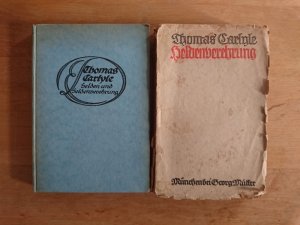 Thomas
Carlyle
Helden und
Heldenverehrung
Thomas Carlyle
Heldenverehrung
München bei Georg Müller